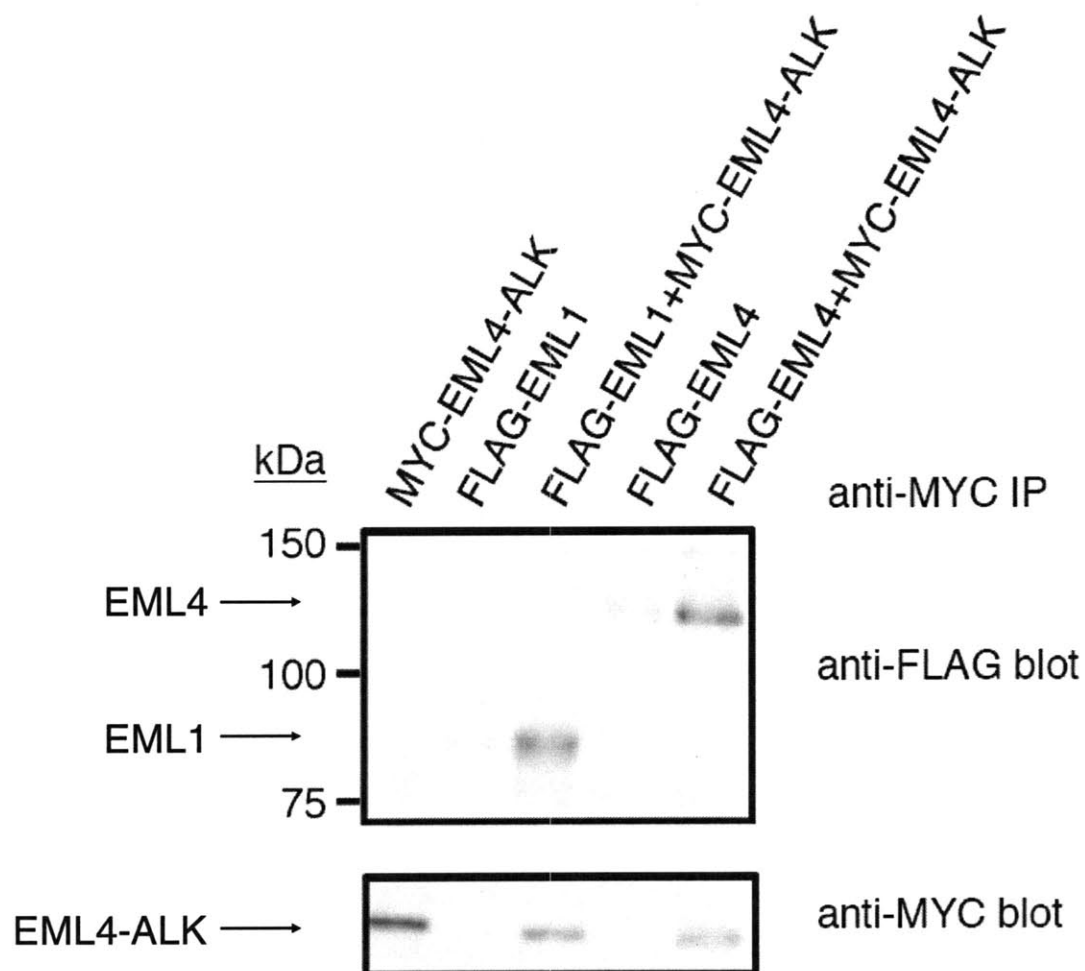 MYC-EML4-ALK
FLAG-EML1
FLAG-EML1+MYC-EML4-ALK
FLAG-EML4
FLAG-EML4+MYC-EML4-ALK
kDa
anti-MYC IP
150
EML4
100
anti-FLAG blot
EML1
75
EML4-ALK
anti-MYC blot